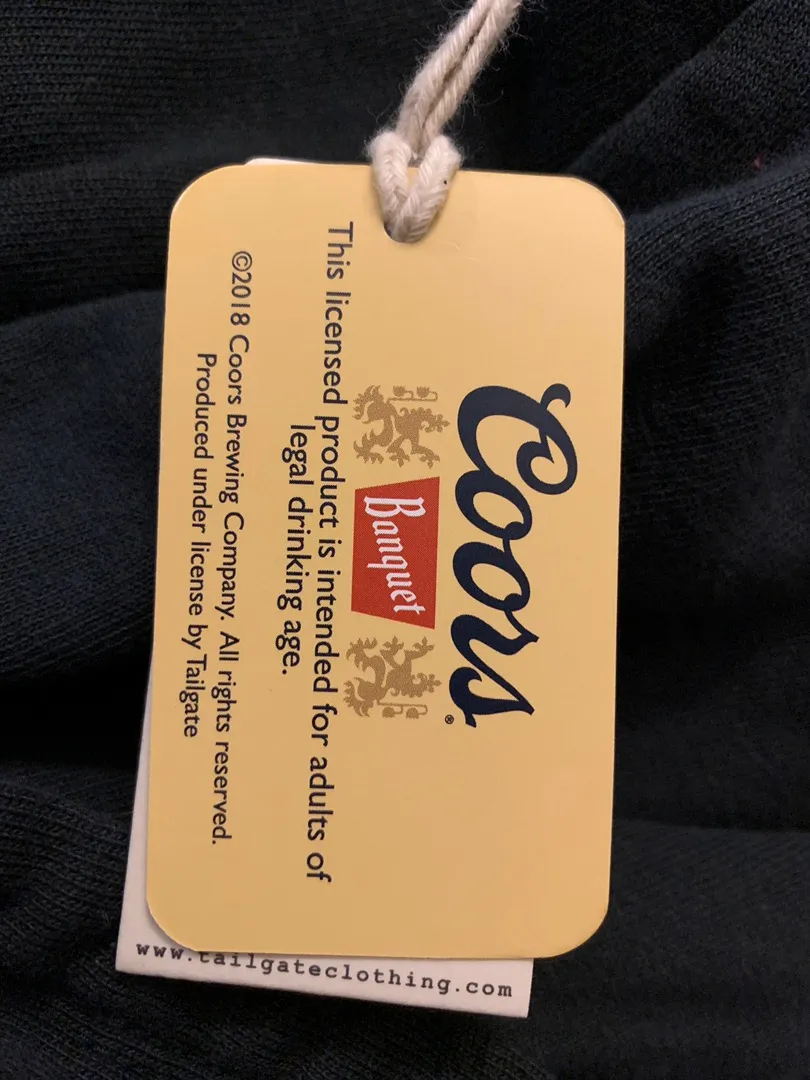 Coors®
Banquet
This licensed product is intended for adults of
legal drinking age.
©2018 Coors Brewing Company. All rights reserved.
Produced under license by Tailgate
www.tailgateclothing.com